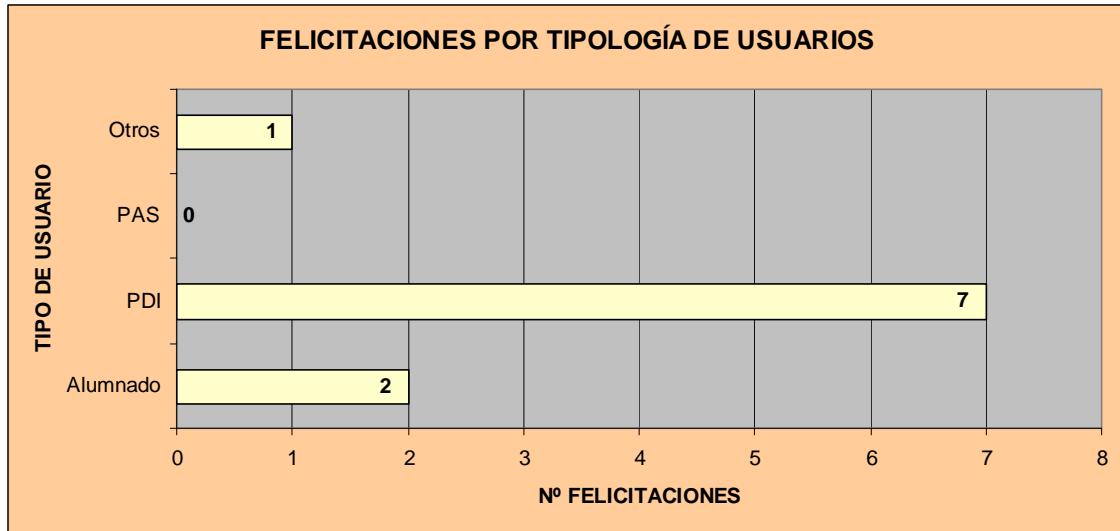 FELICITACIONES POR TIPOLOGÍA DE USUARIOS
TIPO DE USUARIO
Otros
1
PAS
0
PDI
7
Alumnado
2
0 1 2 3 4 5 6 7 8
Nº FELICITACIONES